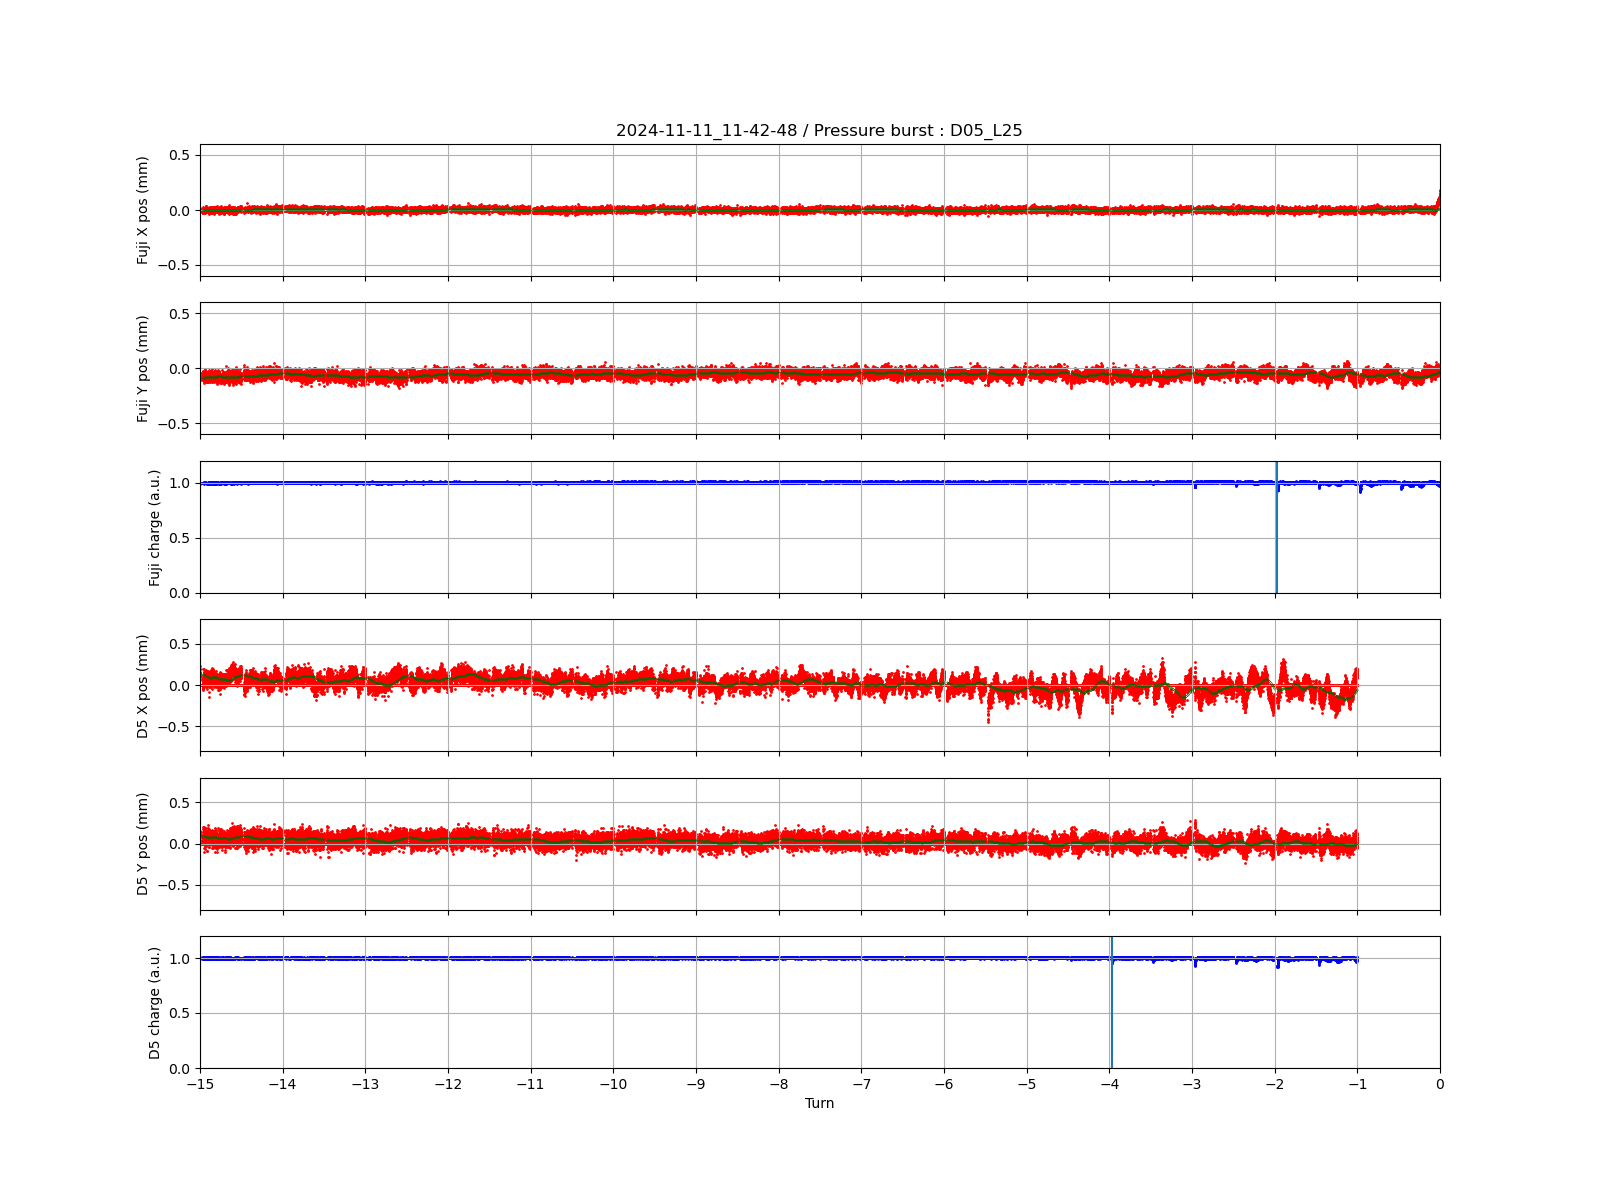 2024-11-11_11-42-48 / Pressure burst : D05_L25
Fuji X pos (mm)
0.5
0.0
−0.5
Fuji Y pos (mm)
0.5
0.0
−0.5
Fuji charge (a.u.)
1.0
0.5
0.0
D5 X pos (mm)
0.5
0.0
−0.5
D5 Y pos (mm)
0.5
0.0
−0.5
D5 charge (a.u.)
1.0
0.5
0.0
−15 −14 −13 −12 −11 −10 −9 −8 −7 −6 −5 −4 −3 −2 −1 0
Turn